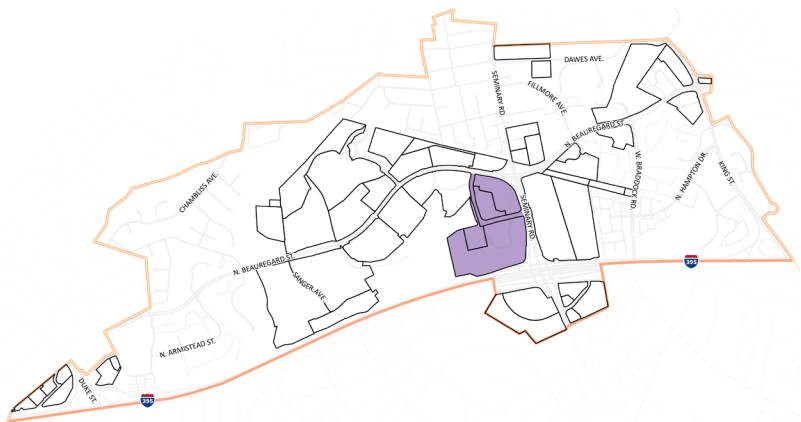 DAWES AVE.
SEMINARY RD.
FILLMORE AVE.
N. BEAUREGARD ST.
W. BRADDOCK RD.
N. HAMPTON DR.
KING ST.
CHAMBLISS AVE.
SEMINARY RD.
N. BEAUREGARD ST.
SANGER AVE.
395
N. ARMISTEAD ST.
DUKE ST.
395